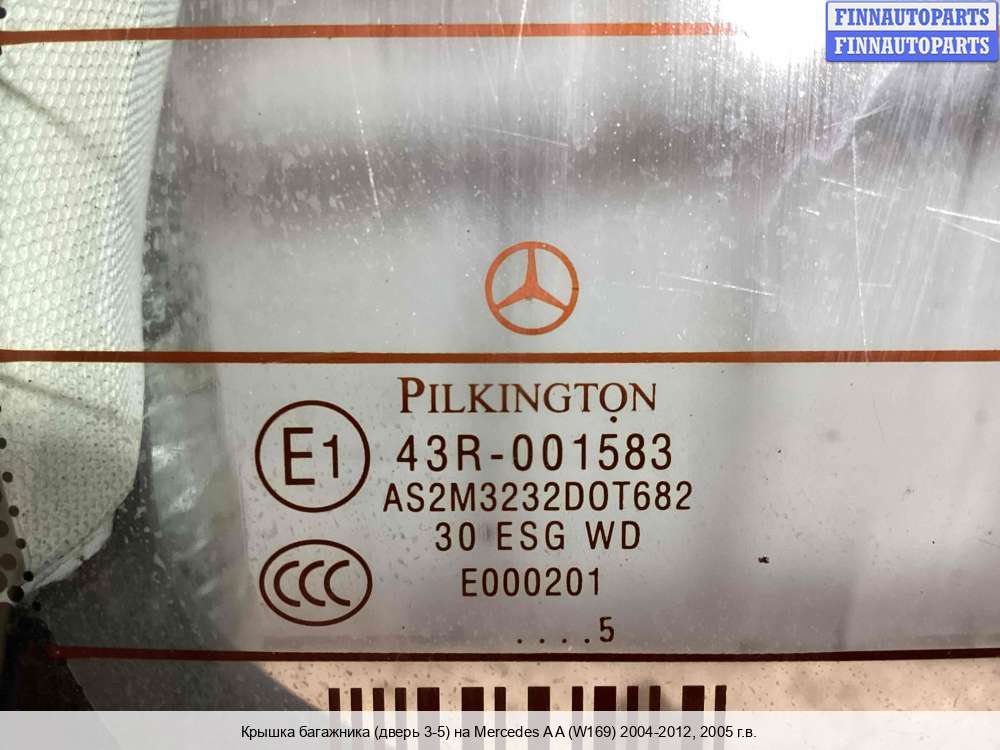 FINNAUTOPARTS
FINNAUTOPARTS
PILKINGTON
E1
43R-001583
AS2M3232DOT682
30 ESG WD
CCC
E000201
....5
Крышка багажника (дверь 3-5) на Mercedes A A (W169) 2004-2012, 2005 г.в.